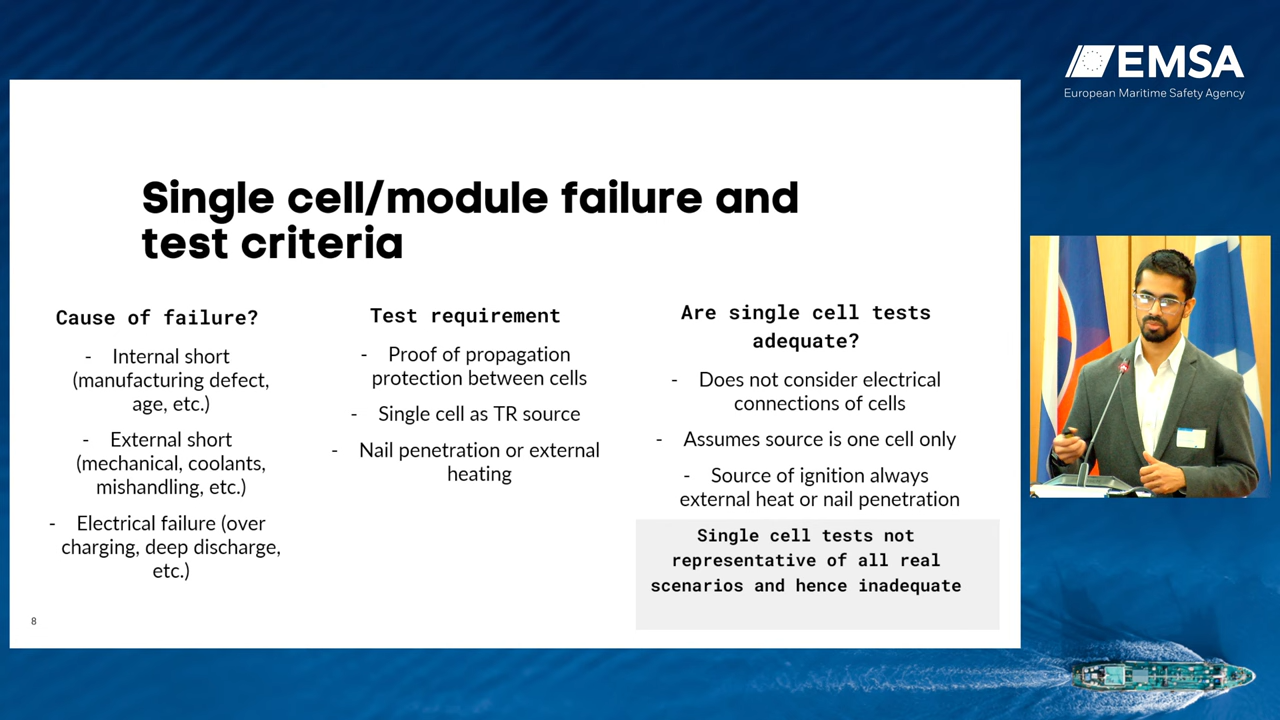 EMSA
European Maritime Safety Agency
Single cell/module failure and
test criteria
Cause of failure?
- Internal short
(manufacturing defect,
age, etc.)
- External short
(mechanical, coolants,
mishandling, etc.)
- Electrical failure (over
charging, deep discharge,
etc.)
Test requirement
- Proof of propagation
protection between cells
- Single cell as TR source
- Nail penetration or external
heating
Are single cell tests
adequate?
- Does not consider electrical
connections of cells
- Assumes source is one cell only
- Source of ignition always
external heat or nail penetration
Single cell tests not
representative of all real
scenarios and hence inadequate
8